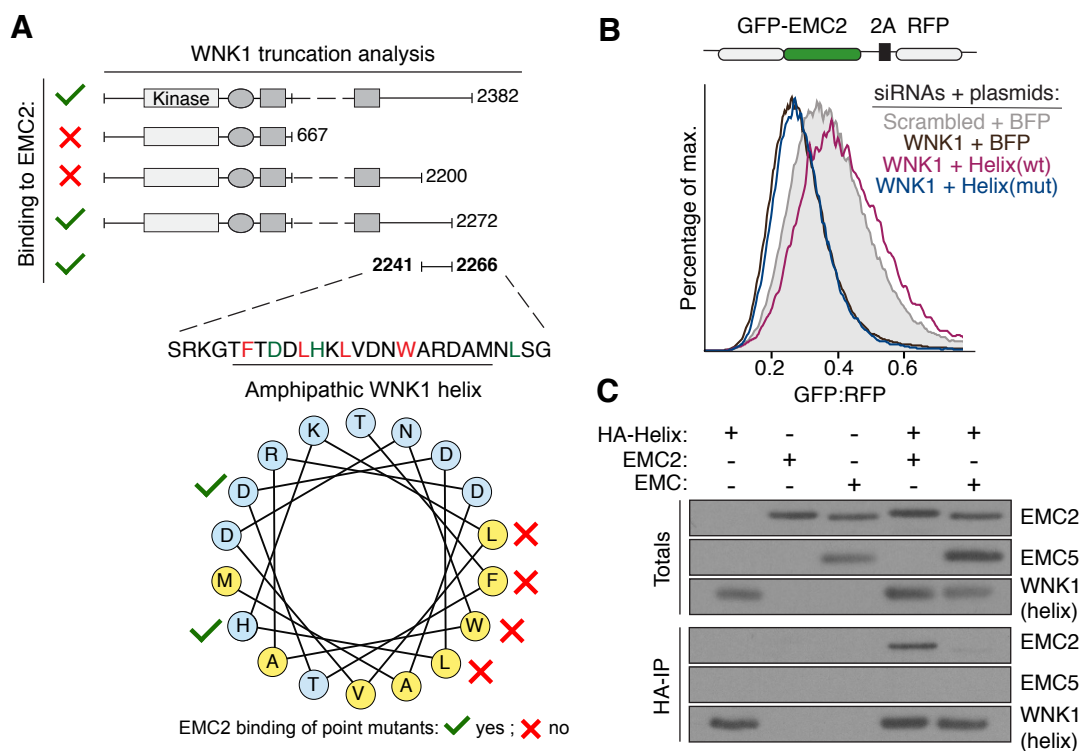 A
WNK1 truncation analysis
Binding to EMC2:
Kinase
2382
667
2200
2272
2241 2266
SRKGTFTDDLHKLVDNWARDAMNLSG
Amphipathic WNK1 helix
T
N
D
D
L
F
W
L
A
V
T
A
H
M
D
D
R
K
EMC2 binding of point mutants: yes ; no
B
GFP-EMC2 2A RFP
siRNAs + plasmids:
Scrambled + BFP
WNK1 + BFP
WNK1 + Helix(wt)
WNK1 + Helix(mut)
Percentage of max.
0.2 0.4 0.6
GFP:RFP
C
HA-Helix: + - - + +
EMC2: - + - + -
EMC: - - + - +
Totals
EMC2
EMC5
WNK1
(helix)
HA-IP
EMC2
EMC5
WNK1
(helix)